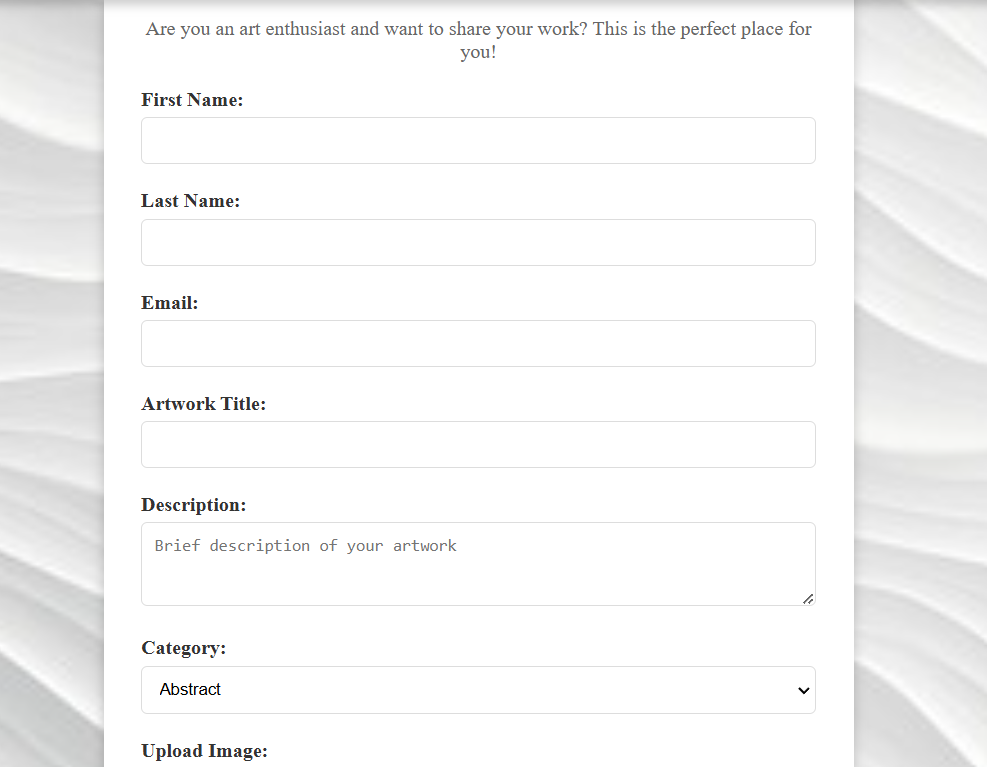 Are you an art enthusiast and want to share your work? This is the perfect place for
you!
First Name:
Last Name:
Email:
Artwork Title:
Description:
Brief description of your artwork
Category:
Abstract
Upload Image: